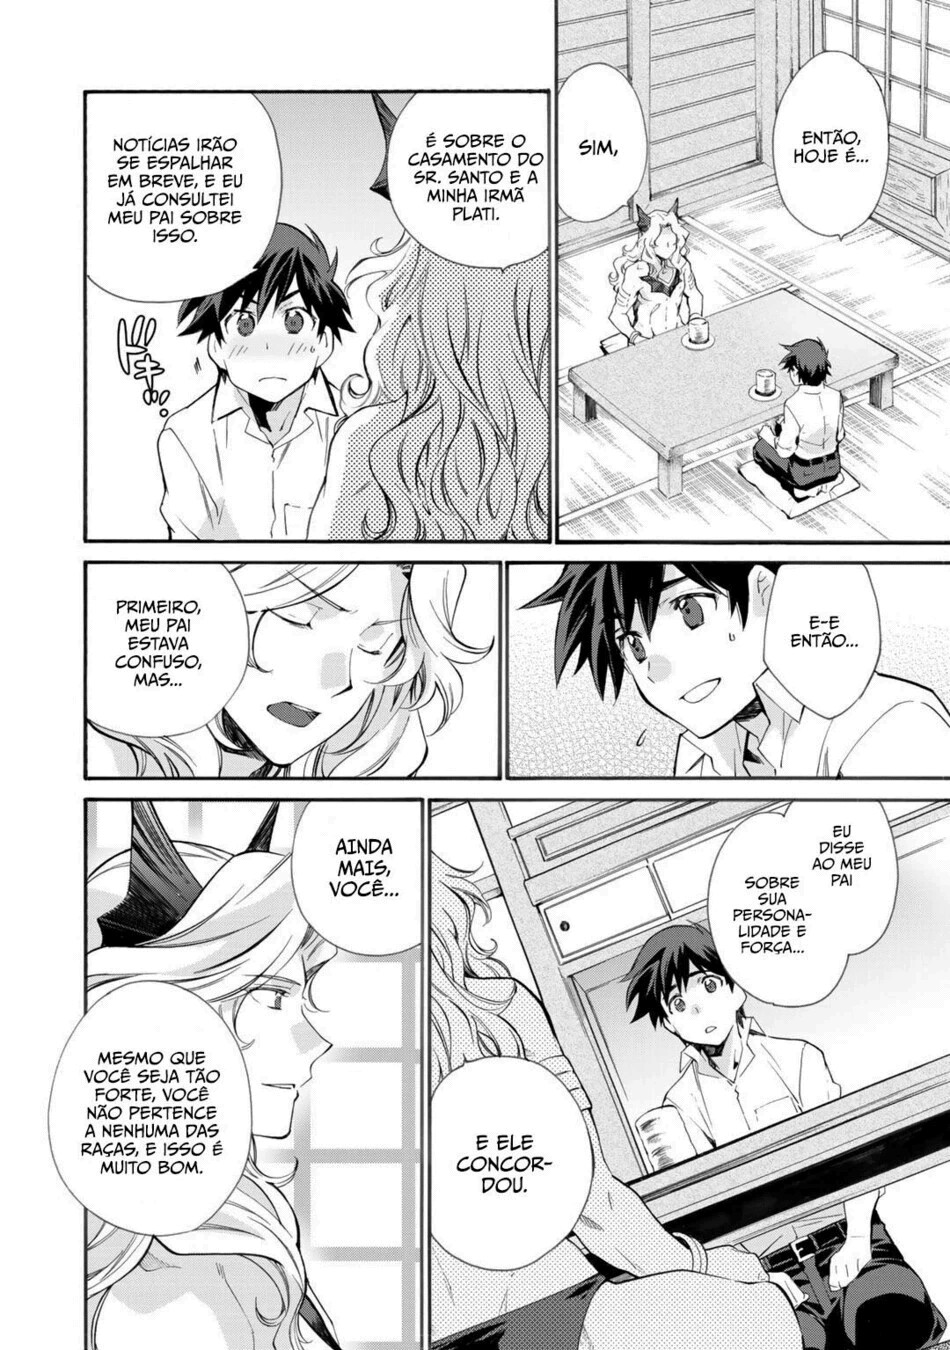 ENTÃO,
HOJE É...
SIM,
É SOBRE O
CASAMENTO DO
SR. SANTO E A
MINHA IRMÃ
PLATI.
NOTÍCIAS IRÃO
SE ESPALHAR
EM BREVE, E EU
JÁ CONSULTEI
MEU PAI SOBRE
ISSO.
ドキ...
E-E
ENTÃO...
PRIMEIRO,
MEU PAI
ESTAVA
CONFUSO,
MAS...
EU
DISSE
AO MEU
PAI
SOBRE
SUA
PERSONA-
LIDADE E
FORÇA...
E ELE
CONCOR-
DOU.
AINDA
MAIS,
VOCÊ...
MESMO QUE
VOCÊ SEJA TÃO
FORTE, VOCÊ
NÃO PERTENCE
A NENHUMA DAS
RAÇAS, E ISSO É
MUITO BOM.